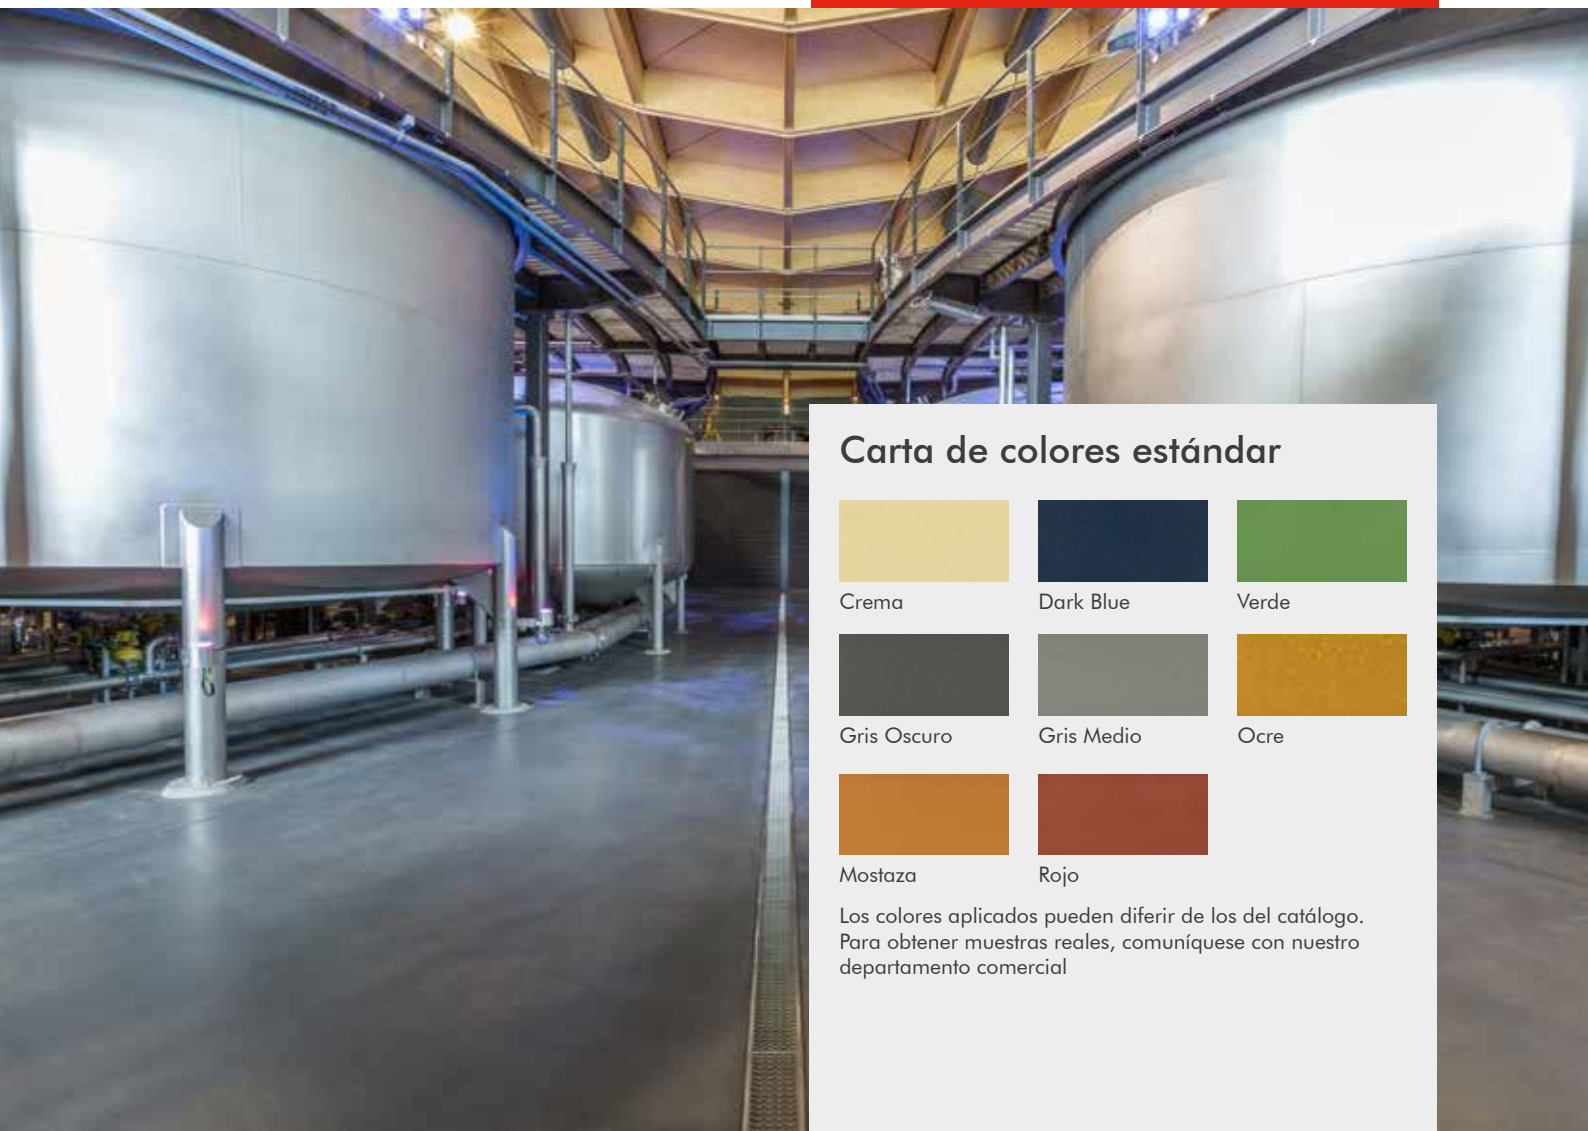 Carta de colores estándar
Crema
Dark Blue
Verde
Gris Oscuro
Gris Medio
Ocre
Mostaza
Rojo
Los colores aplicados pueden diferir de los del catálogo.
Para obtener muestras reales, comuníquese con nuestro
departamento comercial